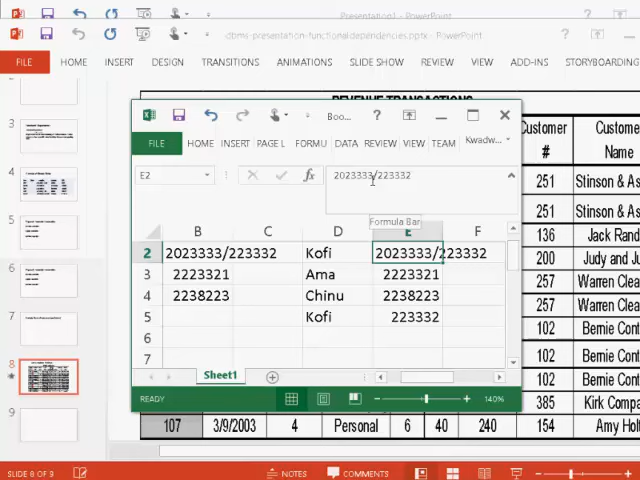 Presentation1 - PowerPoint
dbms-presentation-functionaldependencies.pptx - PowerPoint
FILE HOME INSERT DESIGN TRANSITIONS ANIMATIONS SLIDE SHOW REVIEW VIEW ADD-INS STORYBOARDING
REVENUE TRANSACTIONS
Boo...
FILE HOME INSERT PAGE L FORMU DATA REVIEW VIEW TEAM Kwadw...
E2 fx 2023333/223332
Formula Bar
B C D E F
2 2023333/223332 Kofi 2023333/223332
3 2223321 Ama 2223321
4 2238223 Chinu 2238223
5 Kofi 223332
6
7
Sheet1
READY 140%
Customer Custome
# Name
251 Stinson & As
251 Stinson & As
136 Jack Rand
200 Judy and Ju
257 Warren Clea
257 Warren Clea
102 Bernie Cont
102 Bernie Cont
102 Bernie Cont
385 Kirk Compa
107 3/9/2003 4 Personal 6 40 240 154 Amy Holt
3
4
5
6
7
8
9
SLIDE 8 OF 9 NOTES COMMENTS